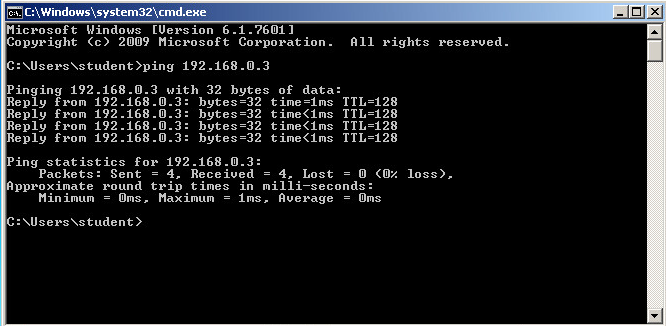 C:\Windows\system32\cmd.exe
Microsoft Windows [Version 6.1.7601]
Copyright (c) 2009 Microsoft Corporation.  All rights reserved.
C:\Users\student>ping 192.168.0.3
Pinging 192.168.0.3 with 32 bytes of data:
Reply from 192.168.0.3: bytes=32 time=1ms TTL=128
Reply from 192.168.0.3: bytes=32 time<1ms TTL=128
Reply from 192.168.0.3: bytes=32 time<1ms TTL=128
Reply from 192.168.0.3: bytes=32 time<1ms TTL=128
Ping statistics for 192.168.0.3:
    Packets: Sent = 4, Received = 4, Lost = 0 (0% loss),
Approximate round trip times in milli-seconds:
    Minimum = 0ms, Maximum = 1ms, Average = 0ms
C:\Users\student>